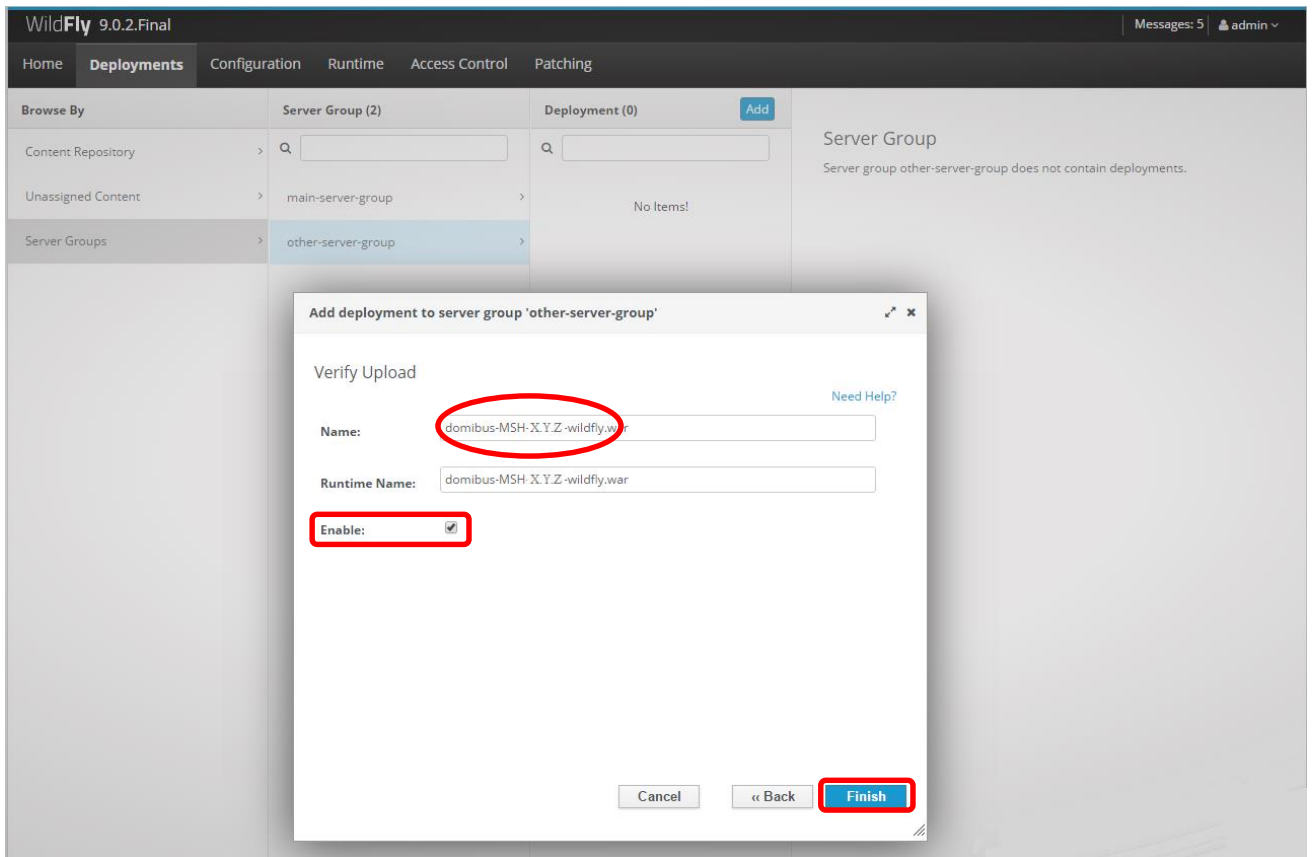 WildFly 9.0.2.Final
Messages: 5 admin
Home Deployments Configuration Runtime Access Control Patching
Browse By
Content Repository
Unassigned Content
Server Groups
Server Group (2)
main-server-group
other-server-group
Deployment (0) Add
No Items!
Server Group
Server group other-server-group does not contain deployments.
Add deployment to server group 'other-server-group'
Verify Upload
Need Help?
Name: domibus-MSH-X.Y.Z-wildfly.war
Runtime Name: domibus-MSH-X.Y.Z-wildfly.war
Enable:
Cancel ‹‹ Back Finish